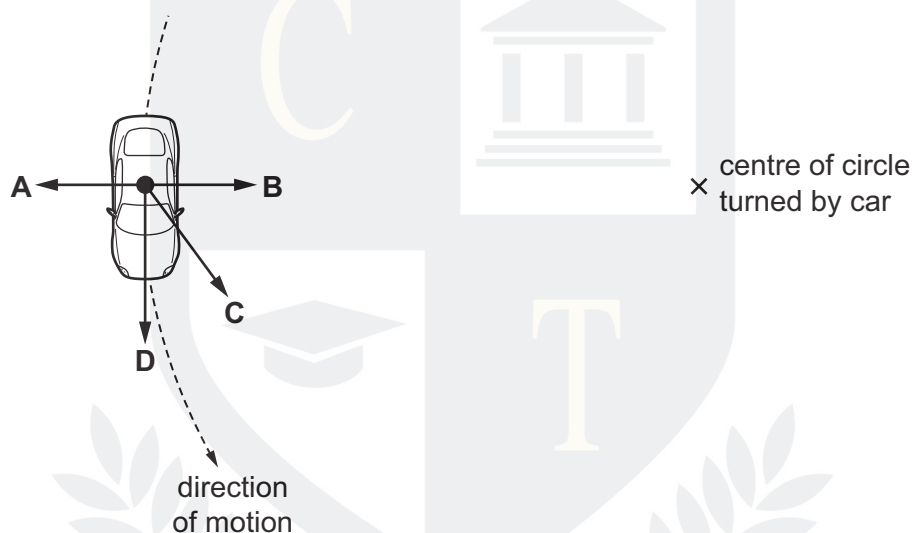 C
A
B
centre of circle
turned by car
C
D
T
direction
of motion